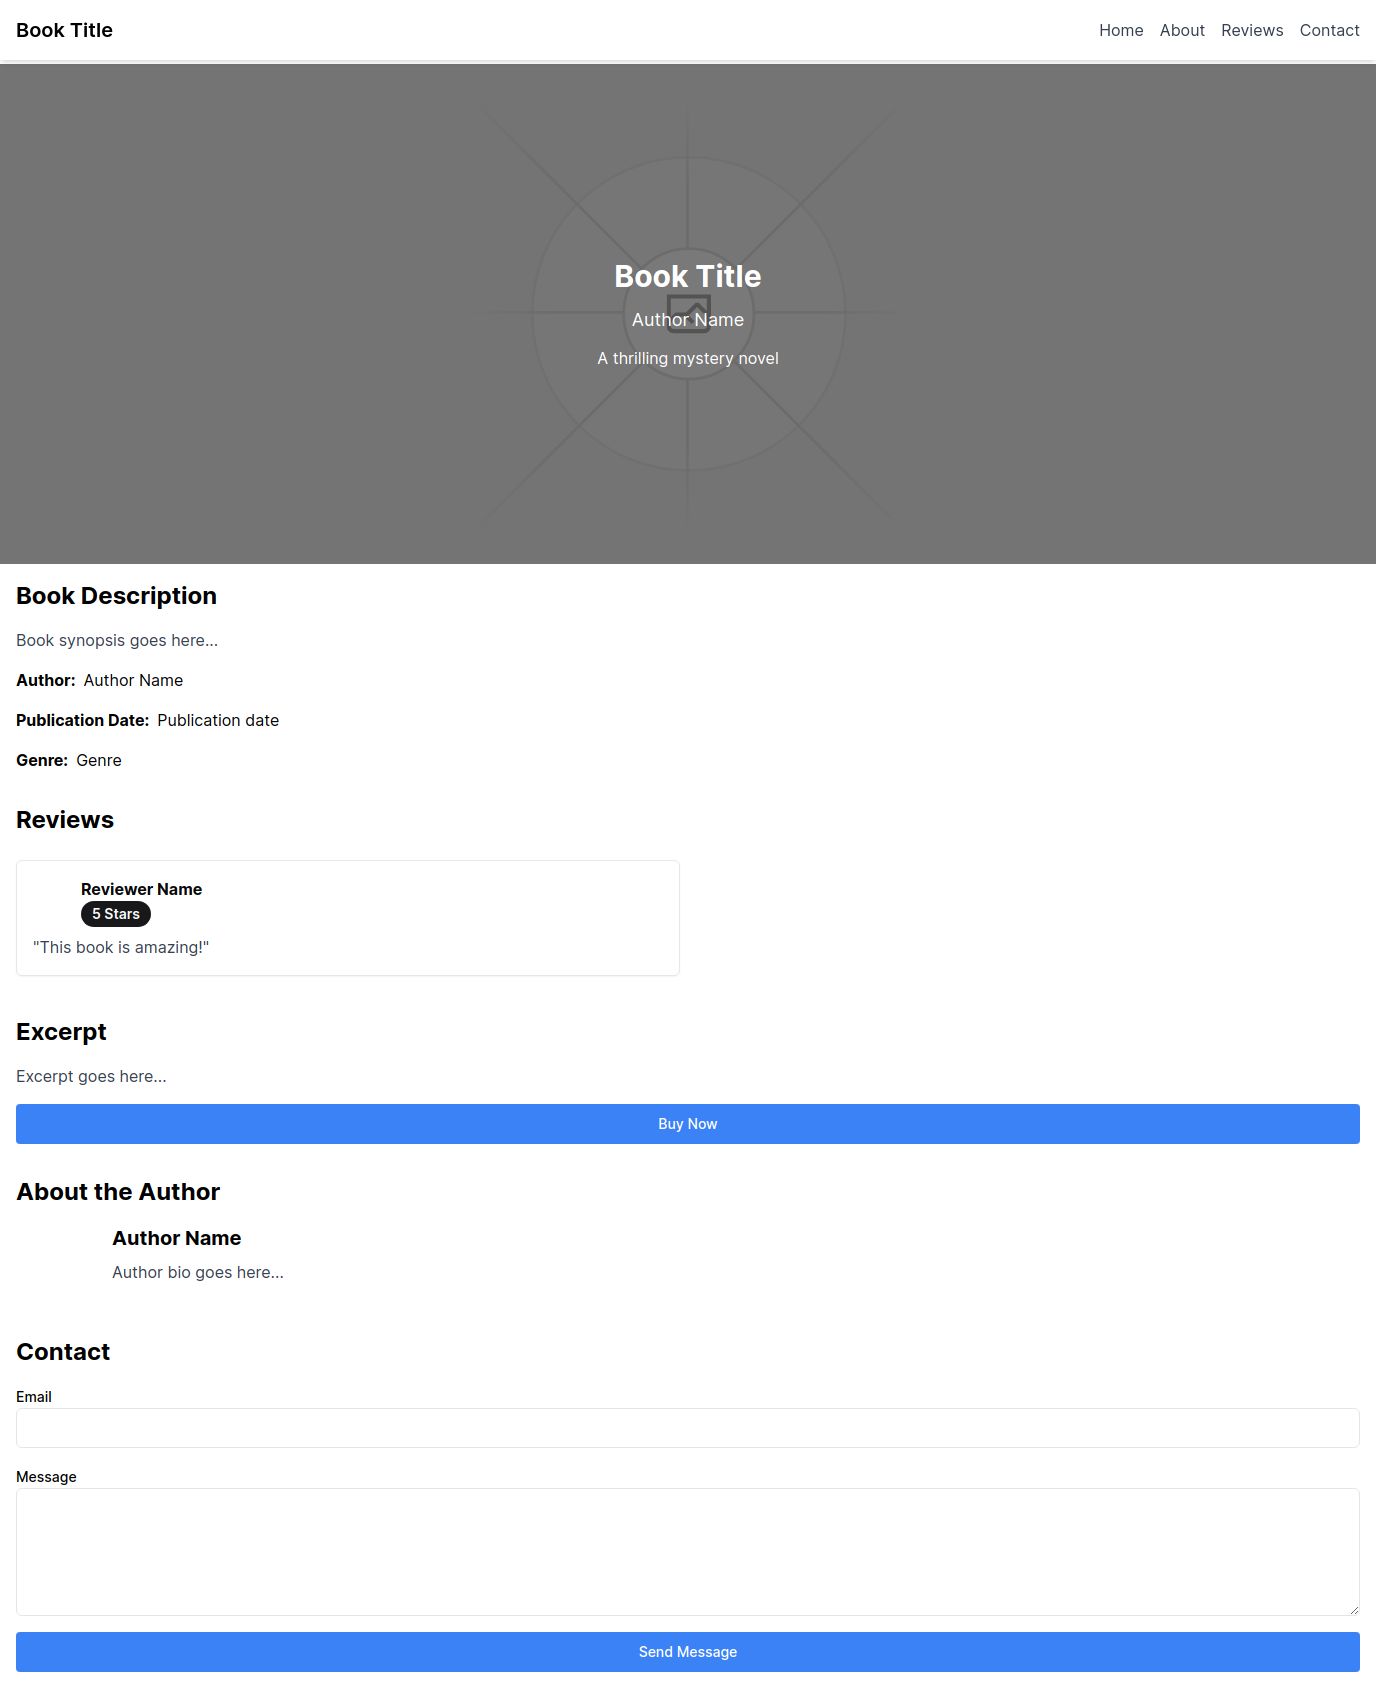 Book Title
Home About Reviews Contact
Book Title
Author Name
A thrilling mystery novel
Book Description
Book synopsis goes here...
Author: Author Name
Publication Date: Publication date
Genre: Genre
Reviews
Reviewer Name
5 Stars
"This book is amazing!"
Excerpt
Excerpt goes here...
Buy Now
About the Author
Author Name
Author bio goes here...
Contact
Email
Message
Send Message